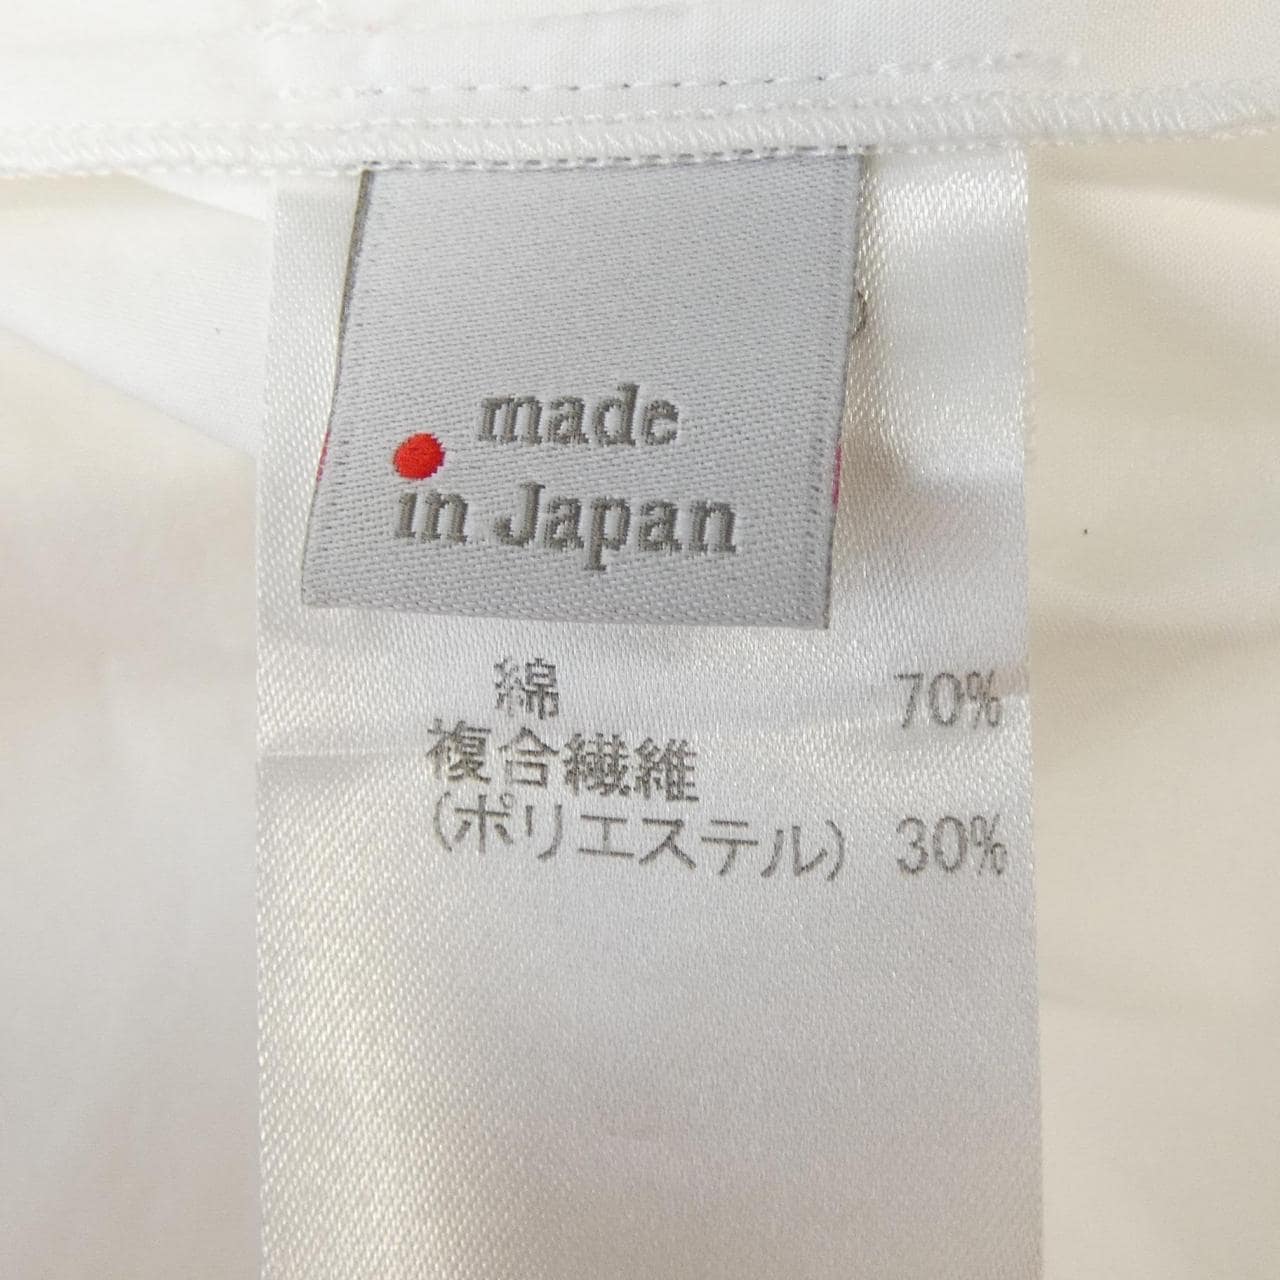 made
in Japan
綿 70%
複合繊維
(ポリエステル) 30%